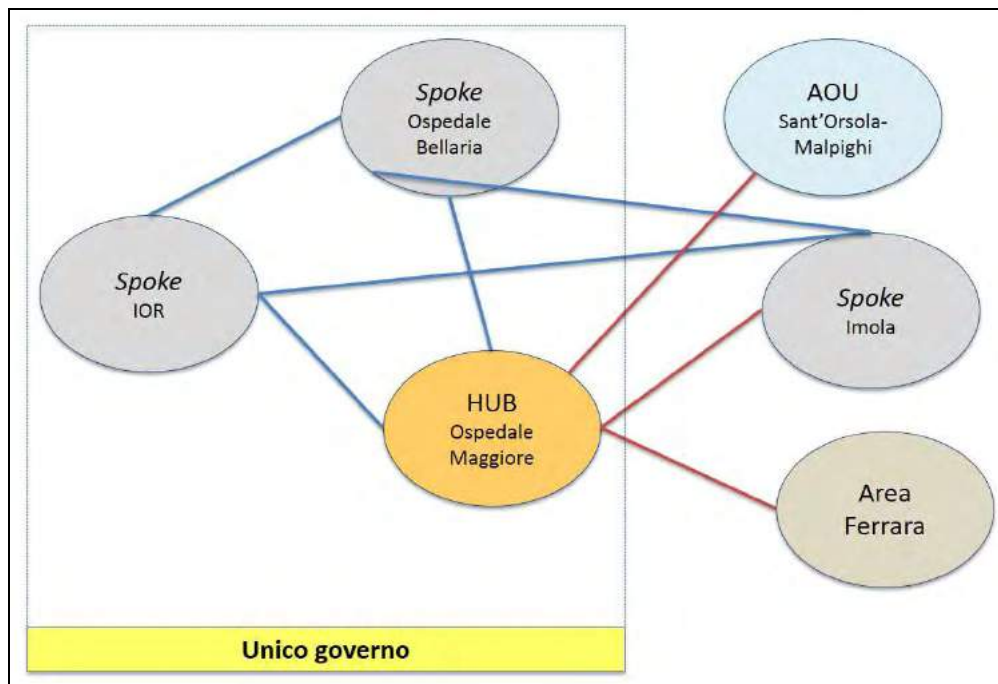 Spoke
Ospedale
Bellaria
AOU
Sant'Orsola-
Malpighi
Spoke
IOR
Spoke
Imola
HUB
Ospedale
Maggiore
Area
Ferrara
Unico governo